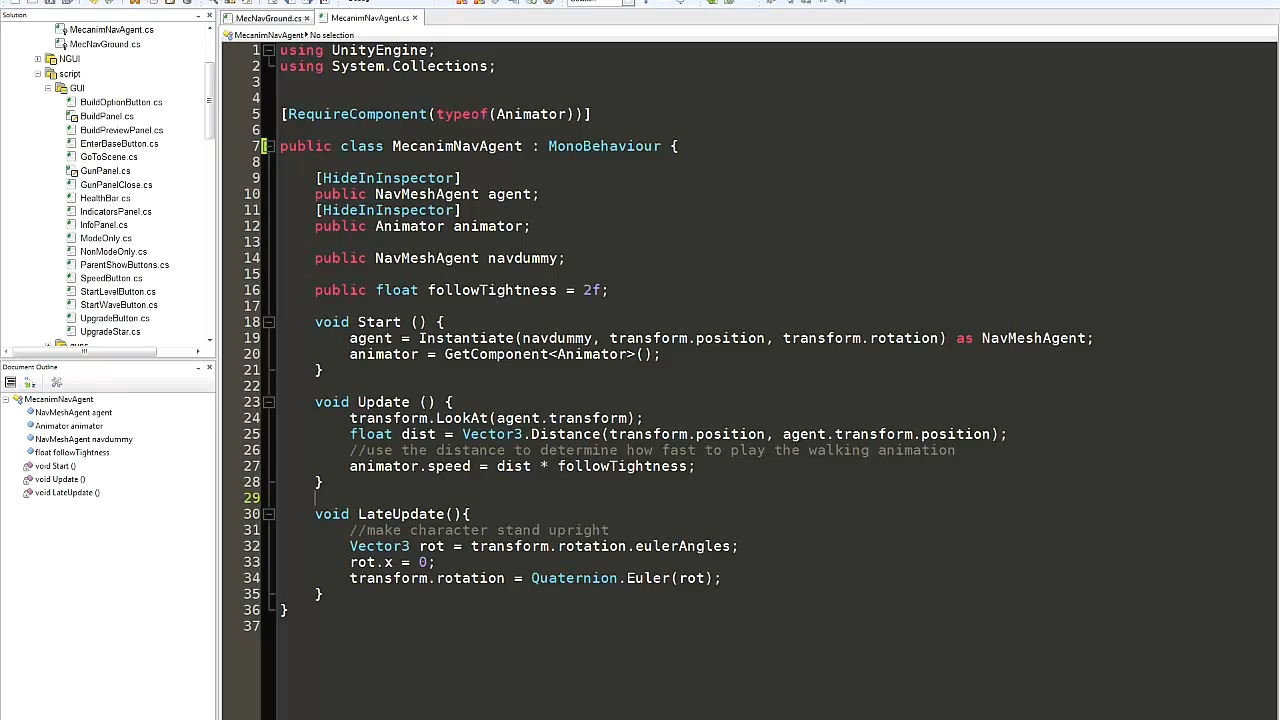 Solution
MecanimNavAgent.cs
MecNavGround.cs
NGUI
script
GUI
BuildOptionButton.cs
BuildPanel.cs
BuildPreviewPanel.cs
EnterBaseButton.cs
GoToScene.cs
GunPanel.cs
GunPanelClose.cs
HealthBar.cs
IndicatorsPanel.cs
InfoPanel.cs
ModeOnly.cs
NonModeOnly.cs
ParentShowButtons.cs
SpeedButton.cs
StartLevelButton.cs
StartWaveButton.cs
UpgradeButton.cs
UpgradeStar.cs
Document Outline
MecanimNavAgent
NavMeshAgent agent
Animator animator
NavMeshAgent navdummy
float followTightness
void Start ()
void Update ()
void LateUpdate ()
MecNavGround.cs × MecanimNavAgent.cs ×
MecanimNavAgent ▸ No selection
1 using UnityEngine;
2 using System.Collections;
3
4
5 [RequireComponent(typeof(Animator))]
6
7 public class MecanimNavAgent : MonoBehaviour {
8
9 [HideInInspector]
10 public NavMeshAgent agent;
11 [HideInInspector]
12 public Animator animator;
13
14 public NavMeshAgent navdummy;
15
16 public float followTightness = 2f;
17
18 void Start () {
19 agent = Instantiate(navdummy, transform.position, transform.rotation) as NavMeshAgent;
20 animator = GetComponent<Animator>();
21 }
22
23 void Update () {
24 transform.LookAt(agent.transform);
25 float dist = Vector3.Distance(transform.position, agent.transform.position);
26 //use the distance to determine how fast to play the walking animation
27 animator.speed = dist * followTightness;
28 }
29
30 void LateUpdate(){
31 //make character stand upright
32 Vector3 rot = transform.rotation.eulerAngles;
33 rot.x = 0;
34 transform.rotation = Quaternion.Euler(rot);
35 }
36 }
37